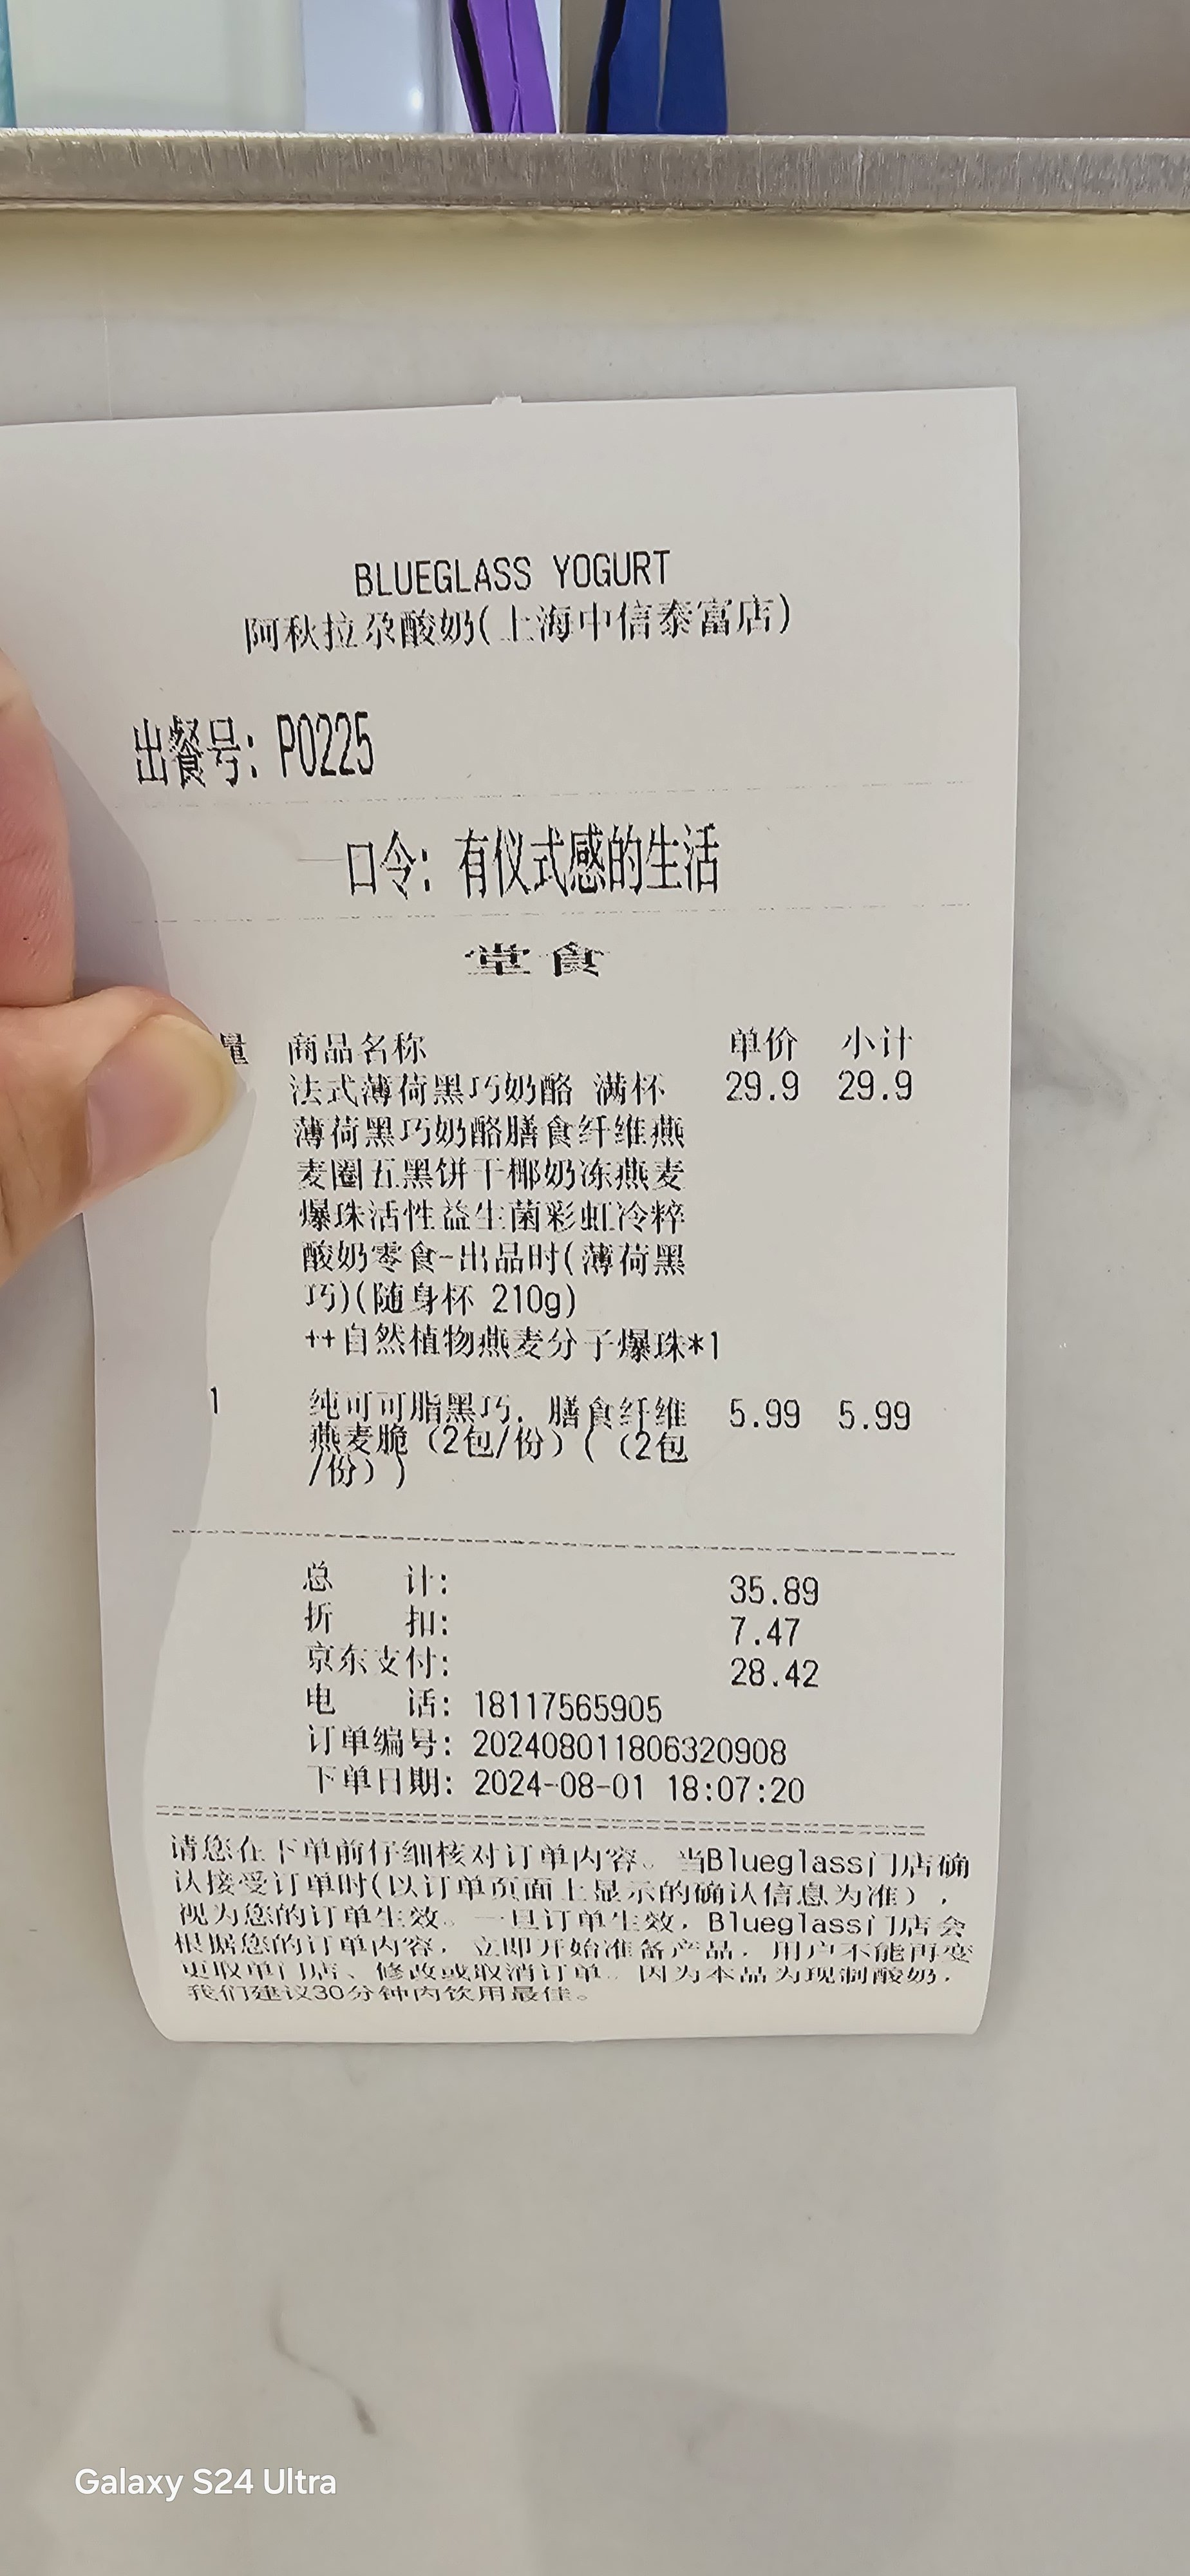 BLUEGLASS YOGURT
阿秋拉尕酸奶(上海中信泰富店)
出餐号: P0225
口令: 有仪式感的生活
堂食
量 商品名称 单价 小计
法式薄荷黑巧奶酪 满杯 29.9 29.9
薄荷黑巧奶酪膳食纤维燕
麦圈五黑饼干椰奶冻燕麦
爆珠活性益生菌彩虹冷粹
酸奶零食-出品时(薄荷黑
巧)(随身杯 210g)
++自然植物燕麦分子爆珠*1
1 纯可可脂黑巧, 膳食纤维 5.99 5.99
燕麦脆（2包/份）(（2包
/份）)
总 计: 35.89
折 扣: 7.47
京东支付: 28.42
电 话: 18117565905
订单编号: 202408011806320908
下单日期: 2024-08-01 18:07:20
请您在下单前仔细核对订单内容。当Blueglass门店确
认接受订单时(以订单页面上显示的确认信息为准)，
视为您的订单生效。一旦订单生效，Blueglass门店会
根据您的订单内容，立即开始准备产品，用户不能再变
更取单门店、修改或取消订单。因为本品为现制酸奶，
我们建议30分钟内饮用最佳。
Galaxy S24 Ultra